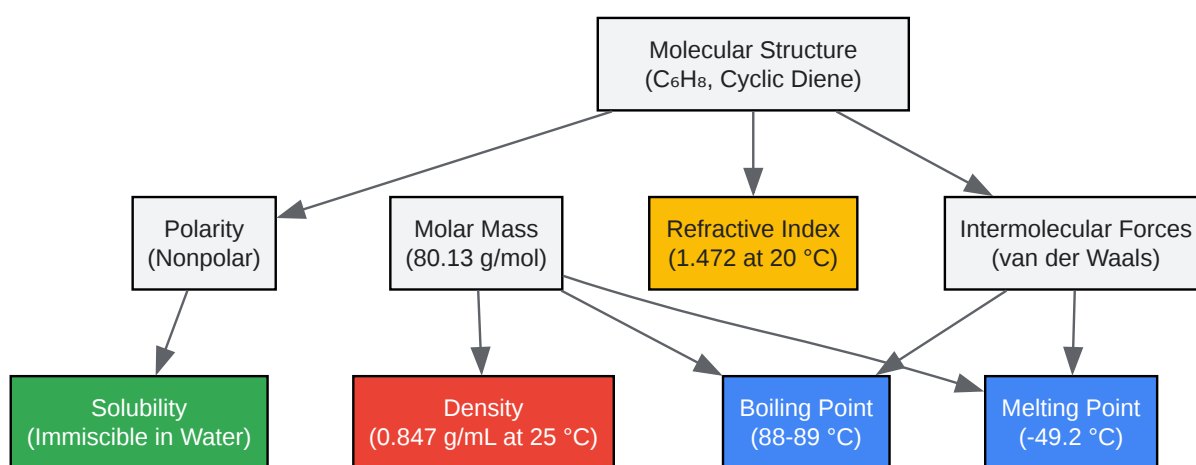 Molecular Structure
(C₆H₈, Cyclic Diene)
Polarity
(Nonpolar)
Molar Mass
(80.13 g/mol)
Refractive Index
(1.472 at 20 °C)
Intermolecular Forces
(van der Waals)
Solubility
(Immiscible in Water)
Density
(0.847 g/mL at 25 °C)
Boiling Point
(88-89 °C)
Melting Point
(-49.2 °C)